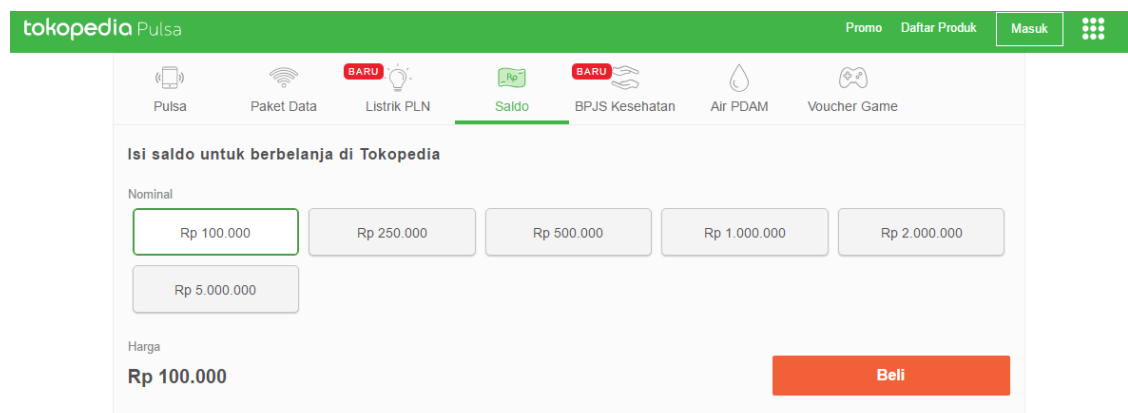 tokopedia Pulsa Promo Daftar Produk Masuk
BARU BARU
Rp
Pulsa Paket Data Listrik PLN Saldo BPJS Kesehatan Air PDAM Voucher Game
Isi saldo untuk berbelanja di Tokopedia
Nominal
Rp 100.000 Rp 250.000 Rp 500.000 Rp 1.000.000 Rp 2.000.000
Rp 5.000.000
Harga
Rp 100.000 Beli